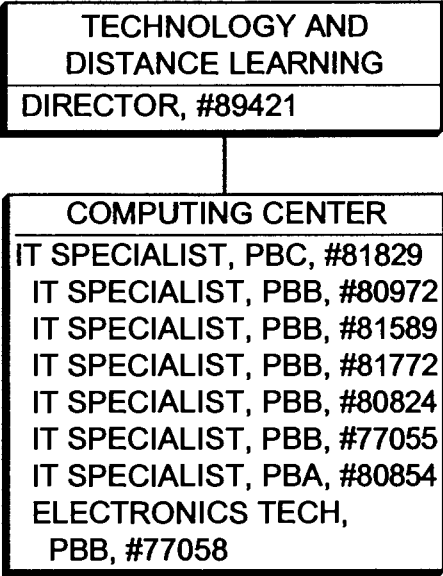 TECHNOLOGY AND
DISTANCE LEARNING
DIRECTOR, #89421
COMPUTING CENTER
IT SPECIALIST, PBC, #81829
IT SPECIALIST, PBB, #80972
IT SPECIALIST, PBB, #81589
IT SPECIALIST, PBB, #81772
IT SPECIALIST, PBB, #80824
IT SPECIALIST, PBB, #77055
IT SPECIALIST, PBA, #80854
ELECTRONICS TECH,
PBB, #77058